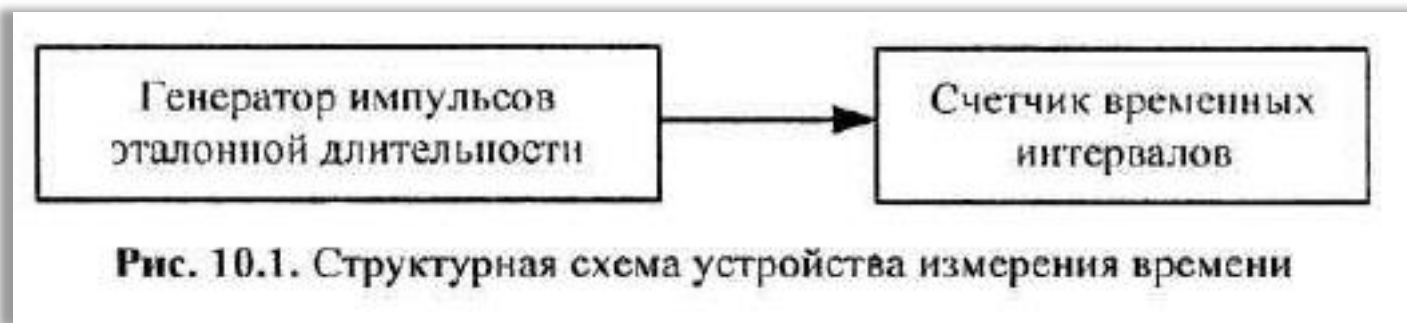 Генератор импульсов
эталонной длительности
Счетчик временных
интервалов
Рис. 10.1. Структурная схема устройства измерения времени